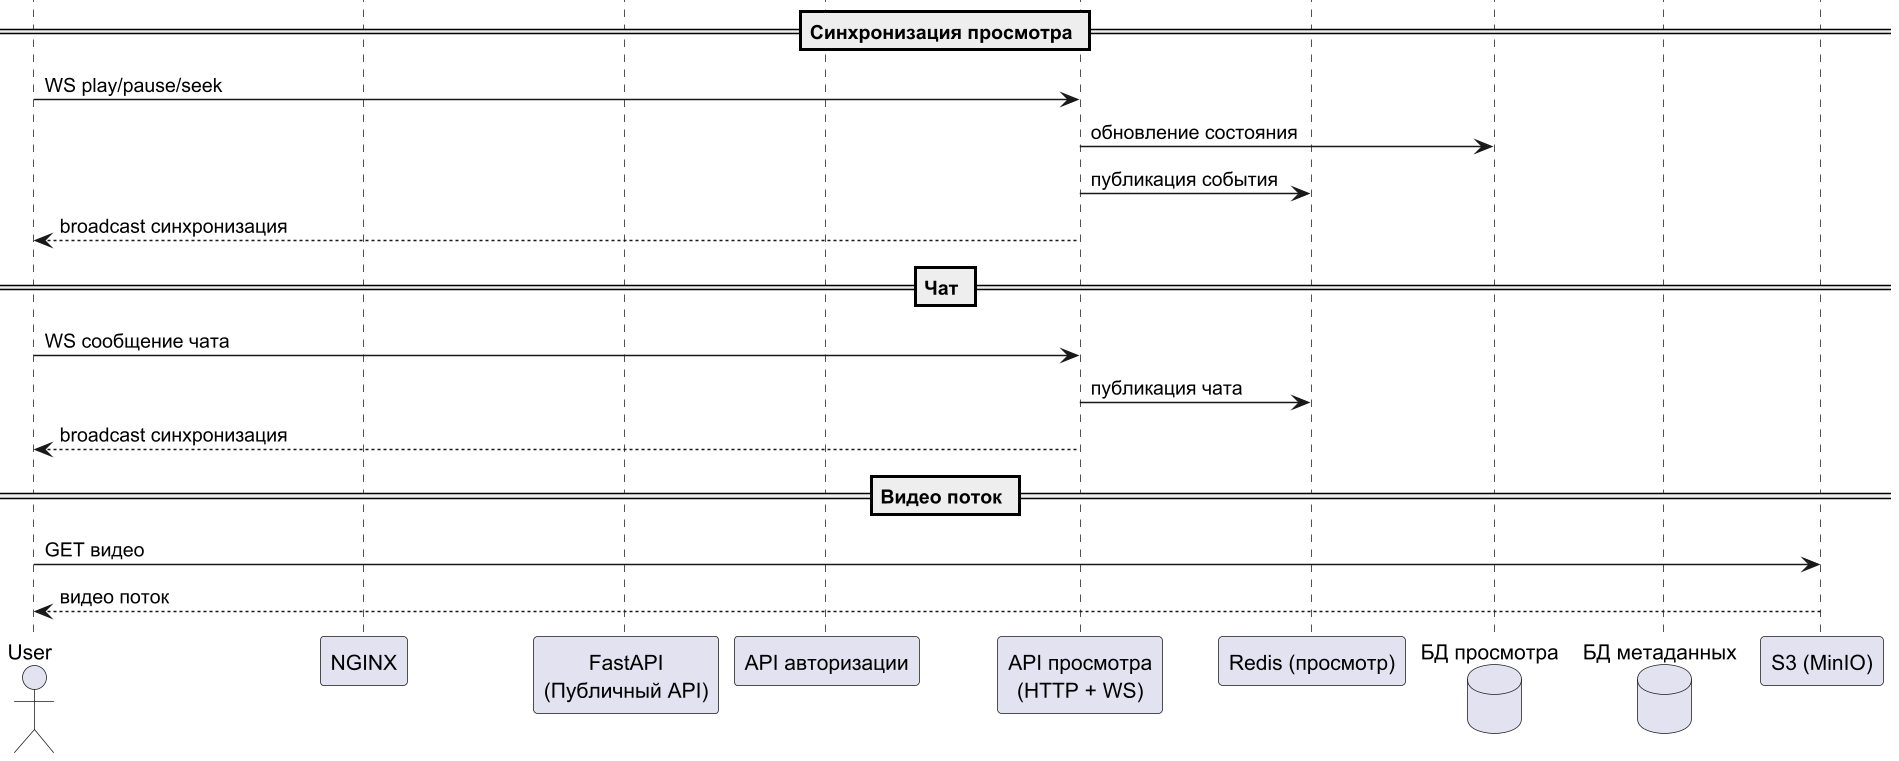 Синхронизация просмотра
WS play/pause/seek
обновление состояния
публикация события
broadcast синхронизация
Чат
WS сообщение чата
публикация чата
broadcast синхронизация
Видео поток
GET видео
видео поток
User
NGINX
FastAPI
(Публичный API)
API авторизации
API просмотра
(HTTP + WS)
Redis (просмотр)
БД просмотра
БД метаданных
S3 (MinIO)